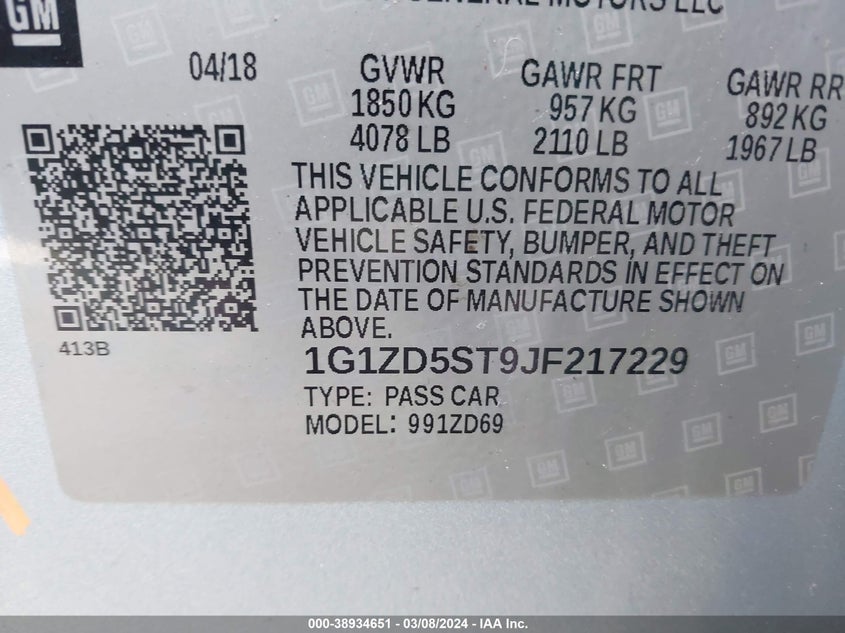 GM
GENERAL MOTORS LLC
04/18 GVWR GAWR FRT GAWR RR
1850 KG 957 KG 892 KG
4078 LB 2110 LB 1967 LB
THIS VEHICLE CONFORMS TO ALL
APPLICABLE U.S. FEDERAL MOTOR
VEHICLE SAFETY, BUMPER, AND THEFT
PREVENTION STANDARDS IN EFFECT ON
THE DATE OF MANUFACTURE SHOWN
ABOVE.
413B
1G1ZD5ST9JF217229
TYPE: PASS CAR
MODEL: 991ZD69
000-38934651 - 03/08/2024 - IAA Inc.